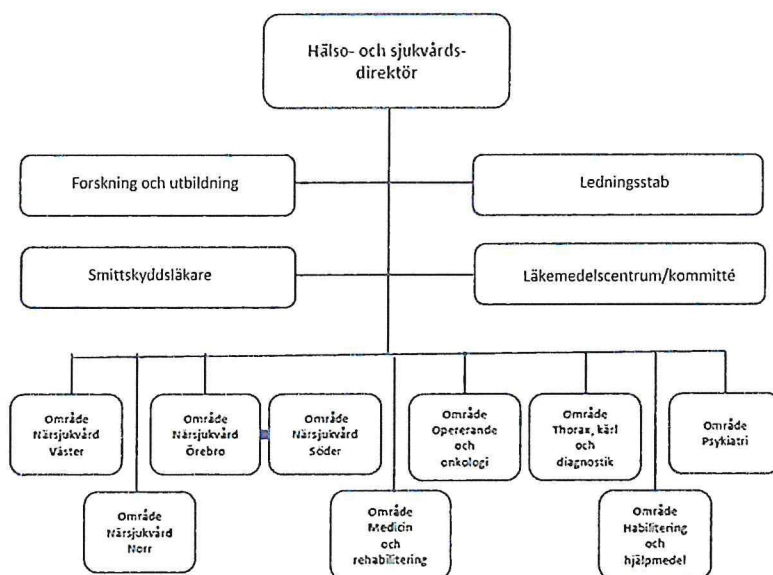 Hälso- och sjukvårds-
direktör
Forskning och utbildning
Ledningsstab
Smittskyddsläkare
Läkemedelscentrum/kommitté
Område
Närsjukvård
Väster
Område
Närsjukvård
Örebro
Område
Närsjukvård
Söder
Område
Opererande
och
onkologi
Område
Thorax, kärl
och
diagnostik
Område
Psykiatri
Område
Närsjukvård
Norr
Område
Medicin
och
rehabilitering
Område
Habilitering
och
hjälpmedel